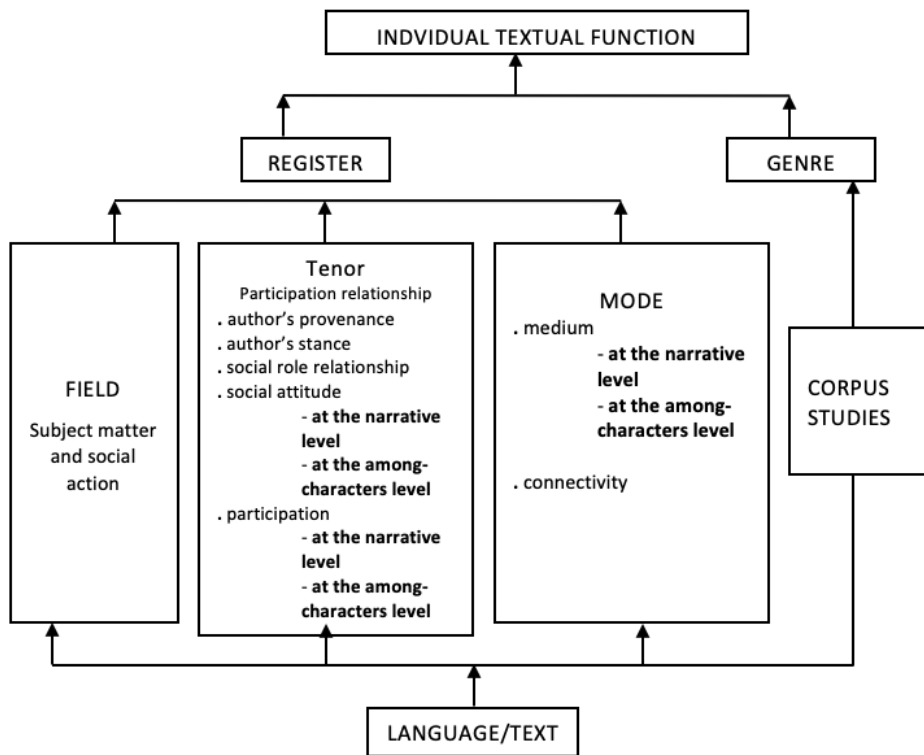 INDVIDUAL TEXTUAL FUNCTION
REGISTER
GENRE
FIELD
Subject matter
and social
action
Tenor
Participation relationship
. author's provenance
. author's stance
. social role relationship
. social attitude
- at the narrative
level
- at the among-
characters level
. participation
- at the narrative
level
- at the among-
characters level
MODE
. medium
- at the narrative
level
- at the among-
characters level
. connectivity
CORPUS
STUDIES
LANGUAGE/TEXT